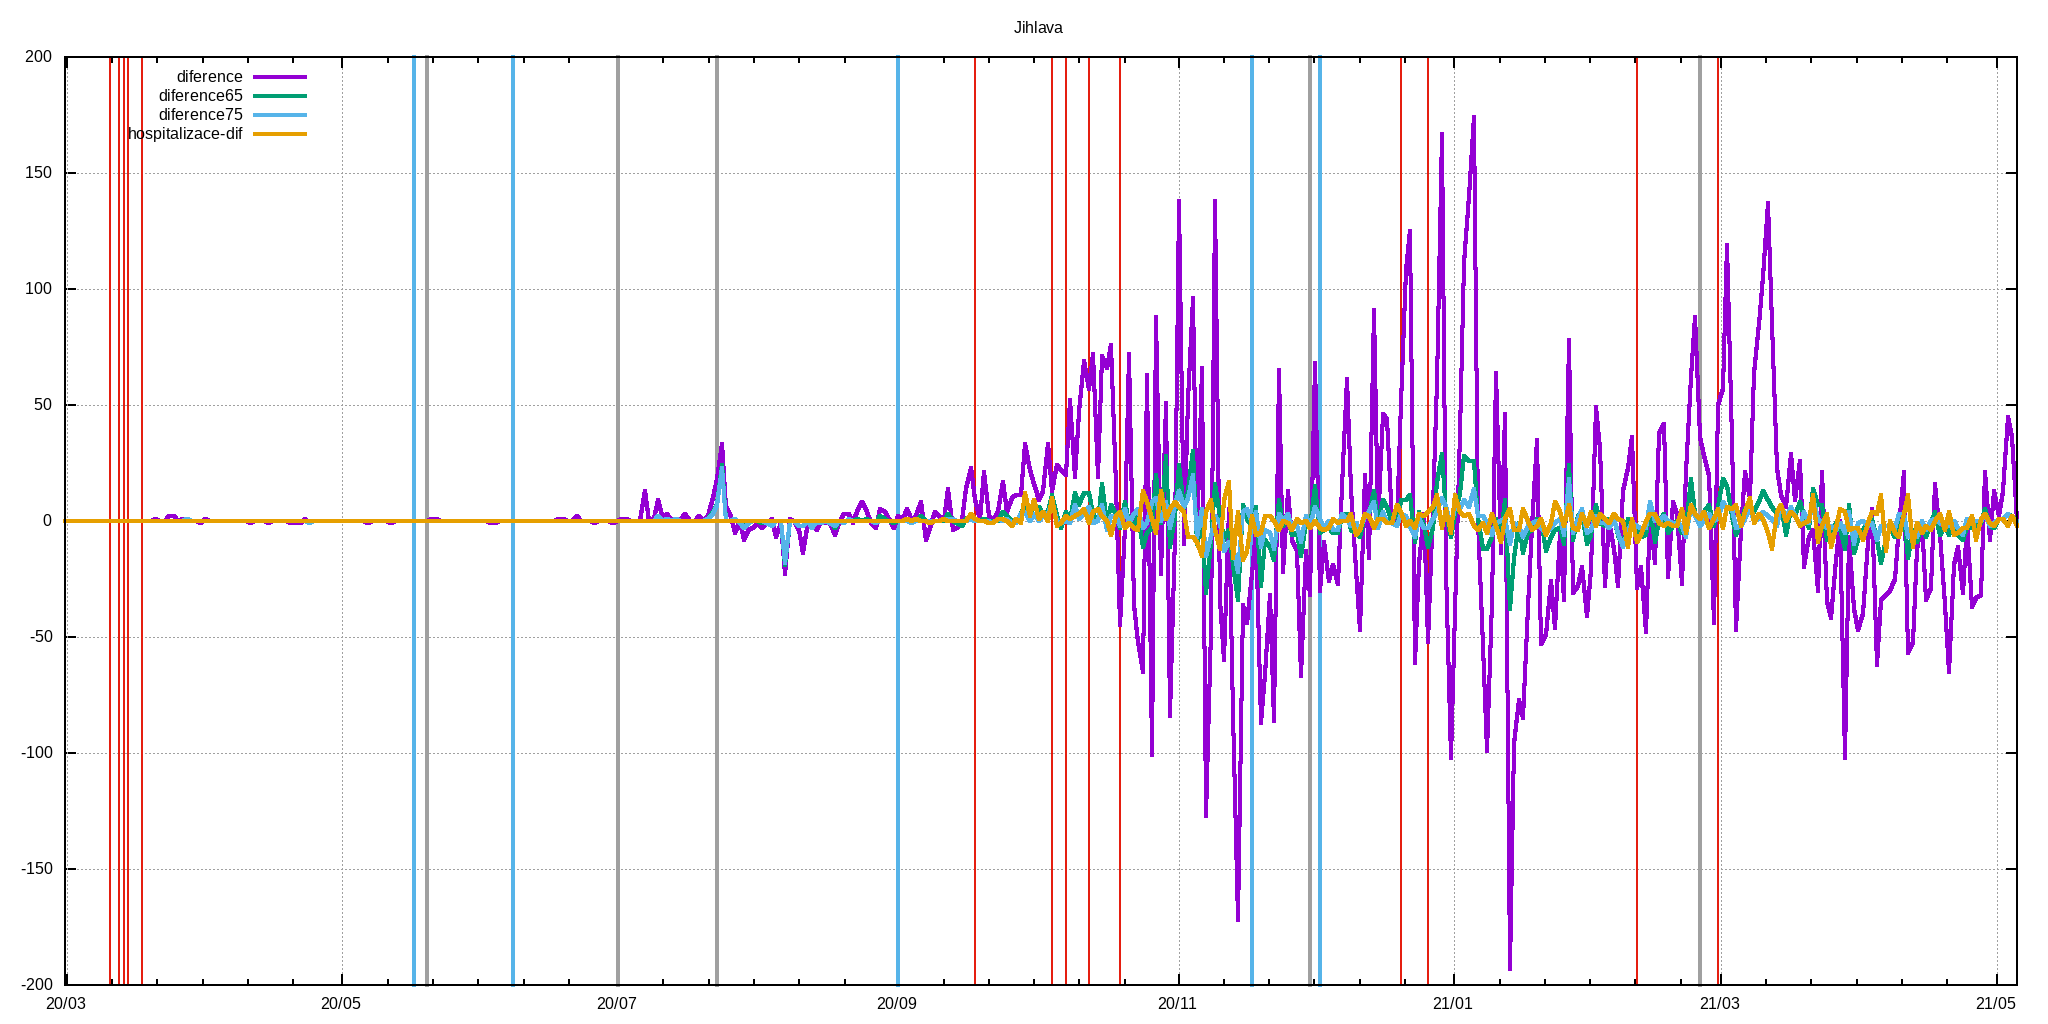 Jihlava
200
150
100
50
0
-50
-100
-150
-200
diference
diference65
diference75
hospitalizace-dif
20/03 20/05 20/07 20/09 20/11 21/01 21/03 21/05